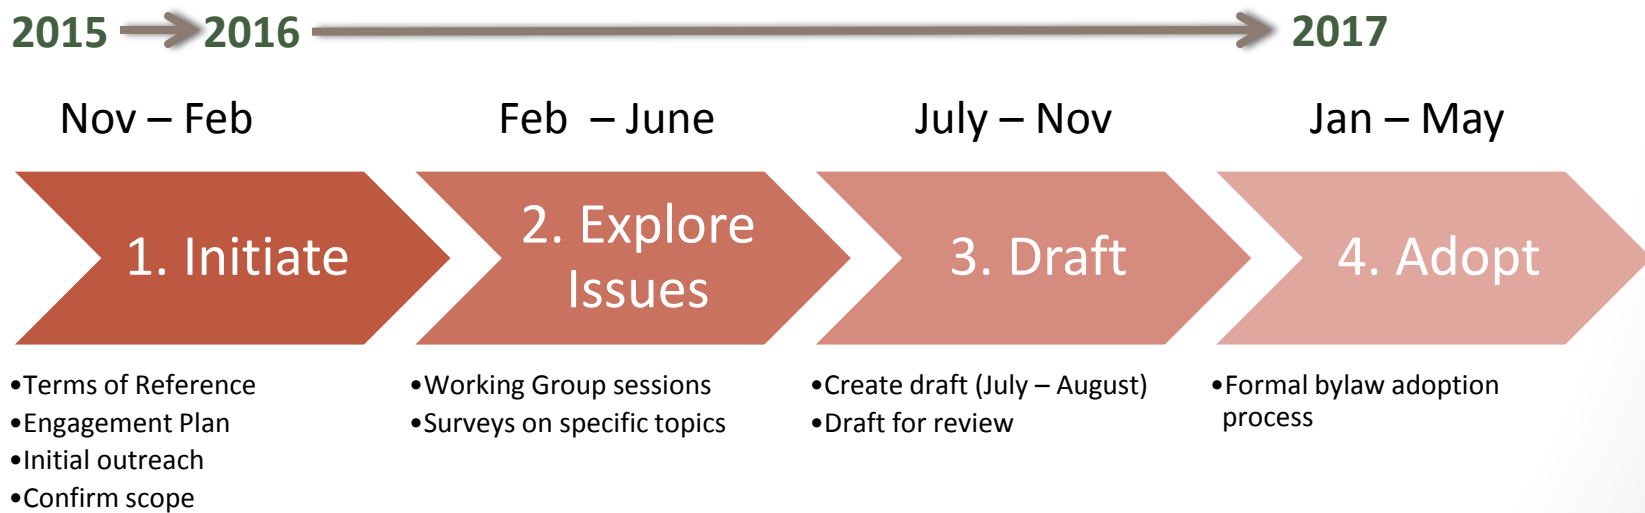 2015 2016 2017
Nov – Feb
Feb – June
July – Nov
Jan – May
1. Initiate
2. Explore
Issues
3. Draft
4. Adopt
•Terms of Reference
•Engagement Plan
•Initial outreach
•Confirm scope
•Working Group sessions
•Surveys on specific topics
•Create draft (July – August)
•Draft for review
•Formal bylaw adoption
process